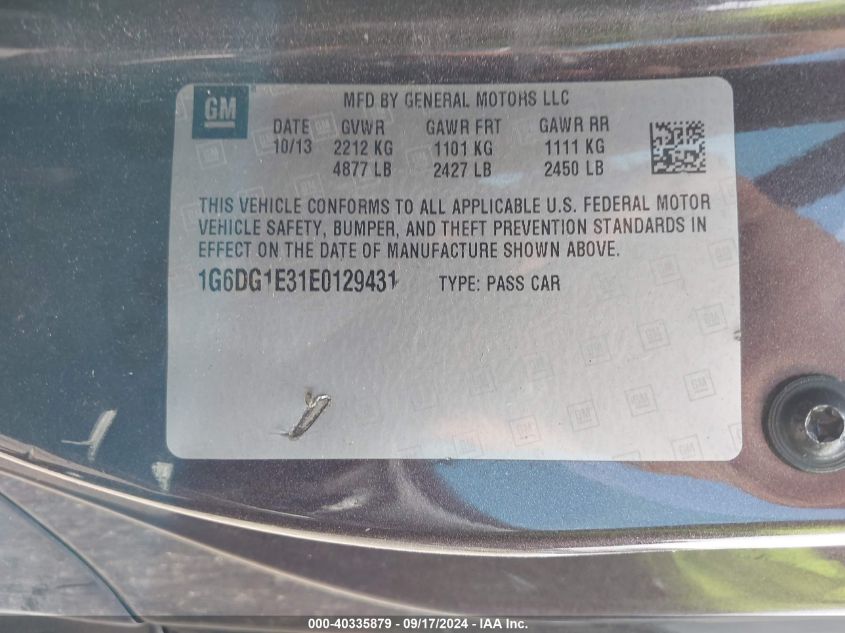 GM
MFD BY GENERAL MOTORS LLC
DATE GVWR GAWR FRT GAWR RR
10/13 2212 KG 1101 KG 1111 KG
4877 LB 2427 LB 2450 LB
THIS VEHICLE CONFORMS TO ALL APPLICABLE U.S. FEDERAL MOTOR
VEHICLE SAFETY, BUMPER, AND THEFT PREVENTION STANDARDS IN
EFFECT ON THE DATE OF MANUFACTURE SHOWN ABOVE.
1G6DG1E31E0129431 TYPE: PASS CAR
000-40335879 - 09/17/2024 - IAA Inc.